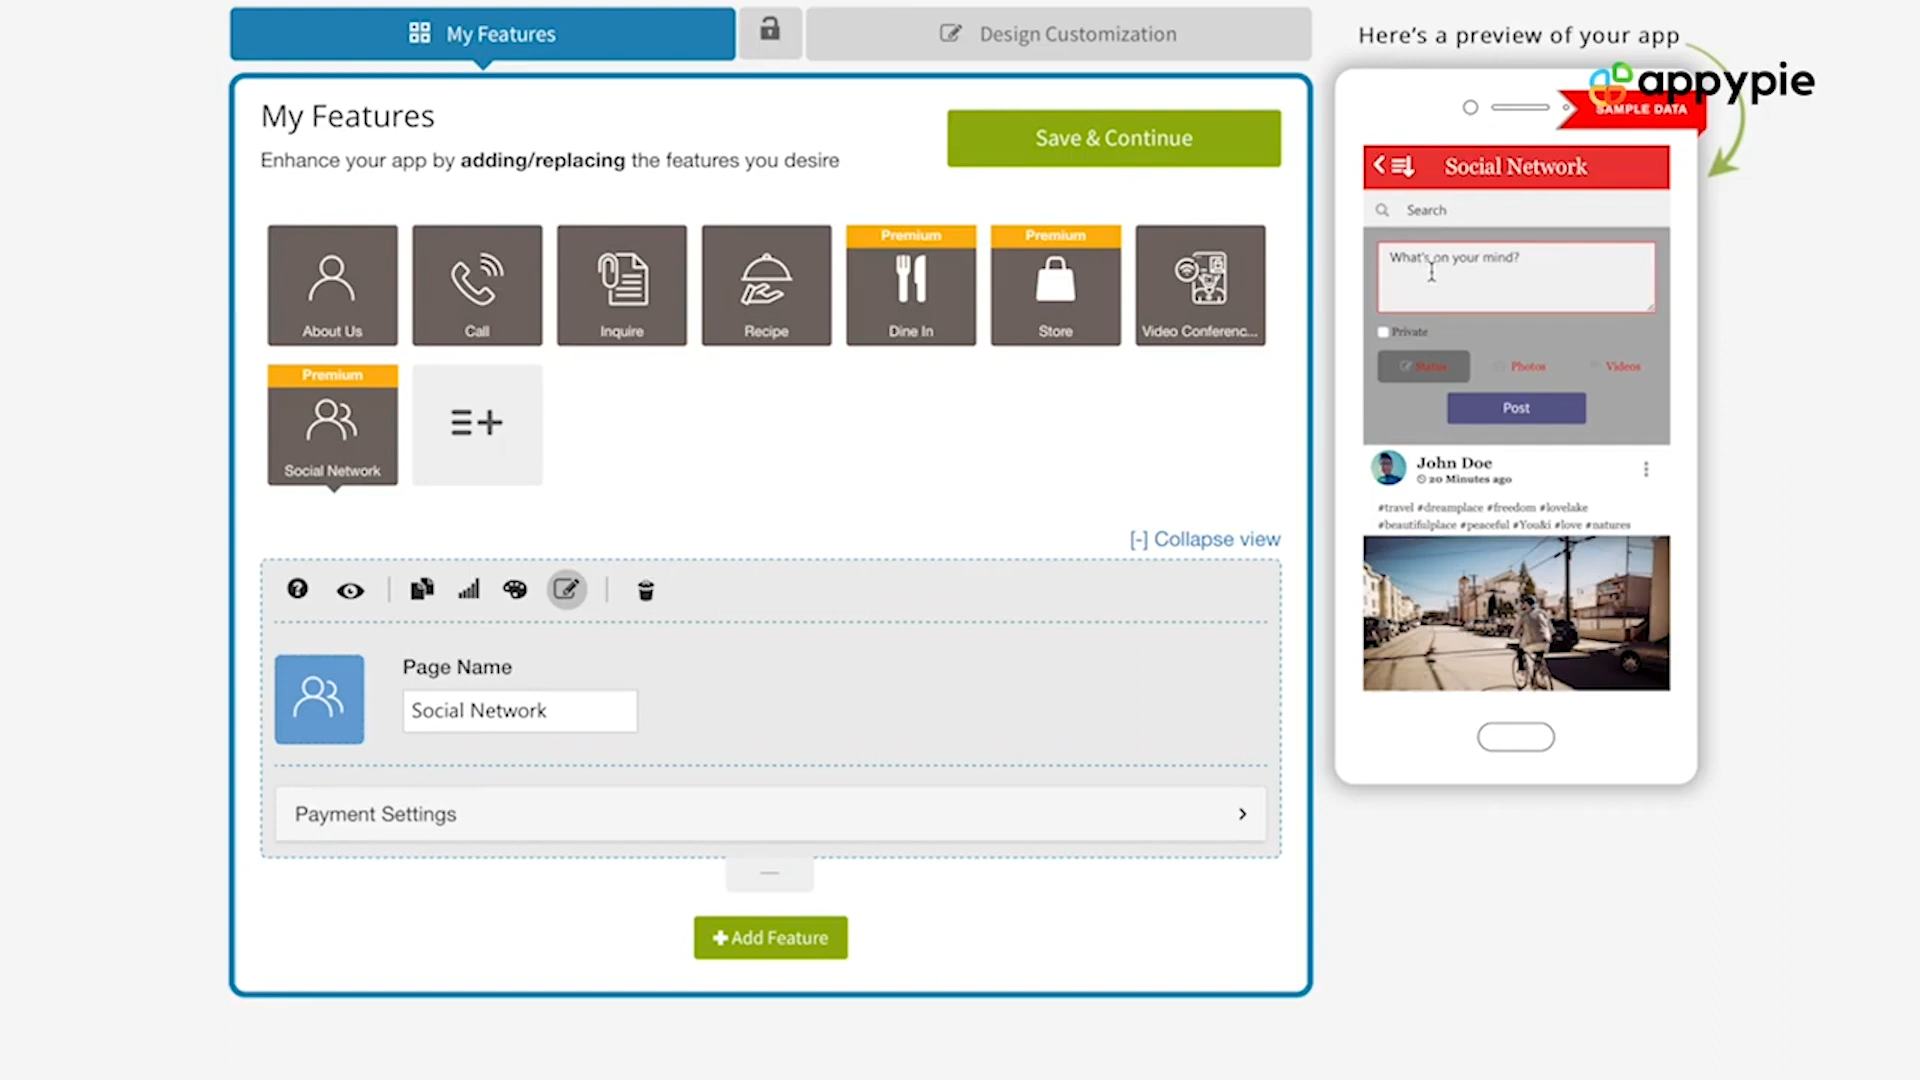 My Features
Design Customization
Here's a preview of your app
appypie
SAMPLE DATA
My Features
Enhance your app by adding/replacing the features you desire
Save & Continue
About Us
Call
Inquire
Recipe
Premium
Dine In
Premium
Store
Video Conferenc...
Premium
Social Network
[-] Collapse view
Page Name
Social Network
Payment Settings
Add Feature
Social Network
Search
What's on your mind?
Private
Status
Photos
Videos
Post
John Doe
20 Minutes ago
#travel #dreamplace #freedom #lovelake
#beautifulplace #peaceful #You&i #love #natures